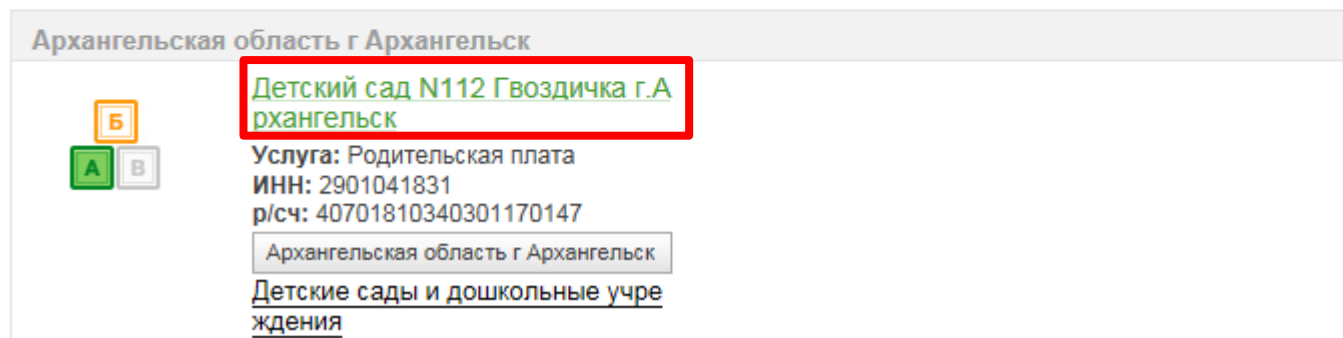 Архангельская область г Архангельск
Детский сад N112 Гвоздичка г.А
рхангельск
Б
А В
Услуга: Родительская плата
ИНН: 2901041831
р/сч: 40701810340301170147
Архангельская область г Архангельск
Детские сады и дошкольные учре
ждения